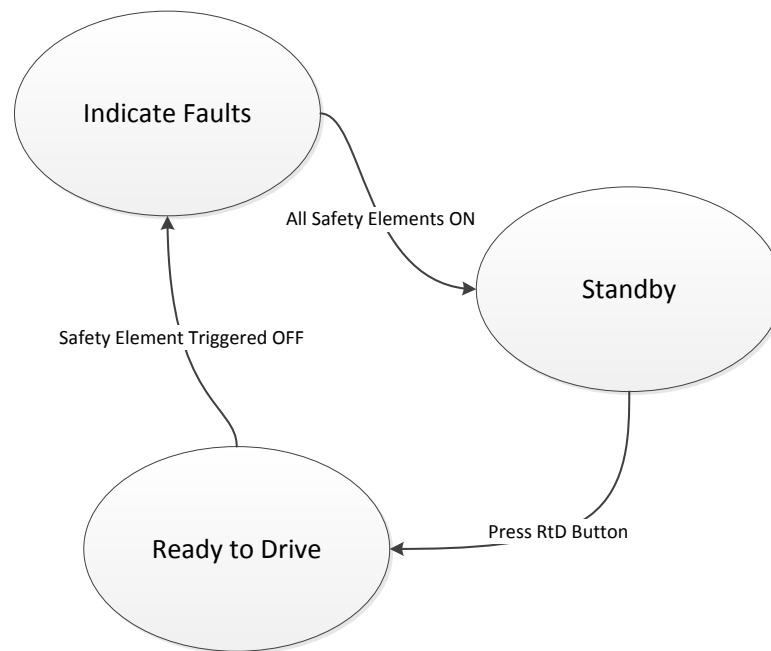 Indicate Faults
All Safety Elements ON
Standby
Safety Element Triggered OFF
Press RtD Button
Ready to Drive